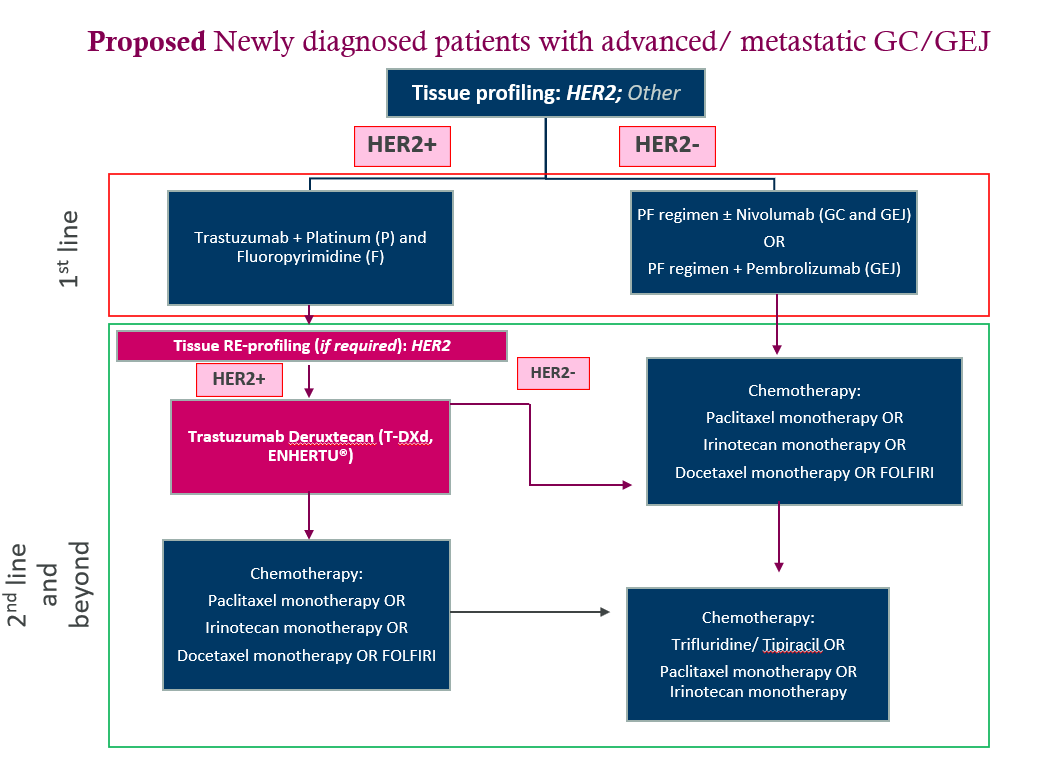 Proposed Newly diagnosed patients with advanced/ metastatic GC/GEJ
Tissue profiling: HER2; Other
HER2+
HER2-
1st line
Trastuzumab + Platinum (P) and
Fluoropyrimidine (F)
PF regimen ± Nivolumab (GC and GEJ)
OR
PF regimen + Pembrolizumab (GEJ)
Tissue RE-profiling (if required): HER2
HER2+
HER2-
Trastuzumab Deruxtecan (T-DXd,
ENHERTU®)
Chemotherapy:
Paclitaxel monotherapy OR
Irinotecan monotherapy OR
Docetaxel monotherapy OR FOLFIRI
2nd line
and
beyond
Chemotherapy:
Paclitaxel monotherapy OR
Irinotecan monotherapy OR
Docetaxel monotherapy OR FOLFIRI
Chemotherapy:
Trifluridine/ Tipiracil OR
Paclitaxel monotherapy OR
Irinotecan monotherapy